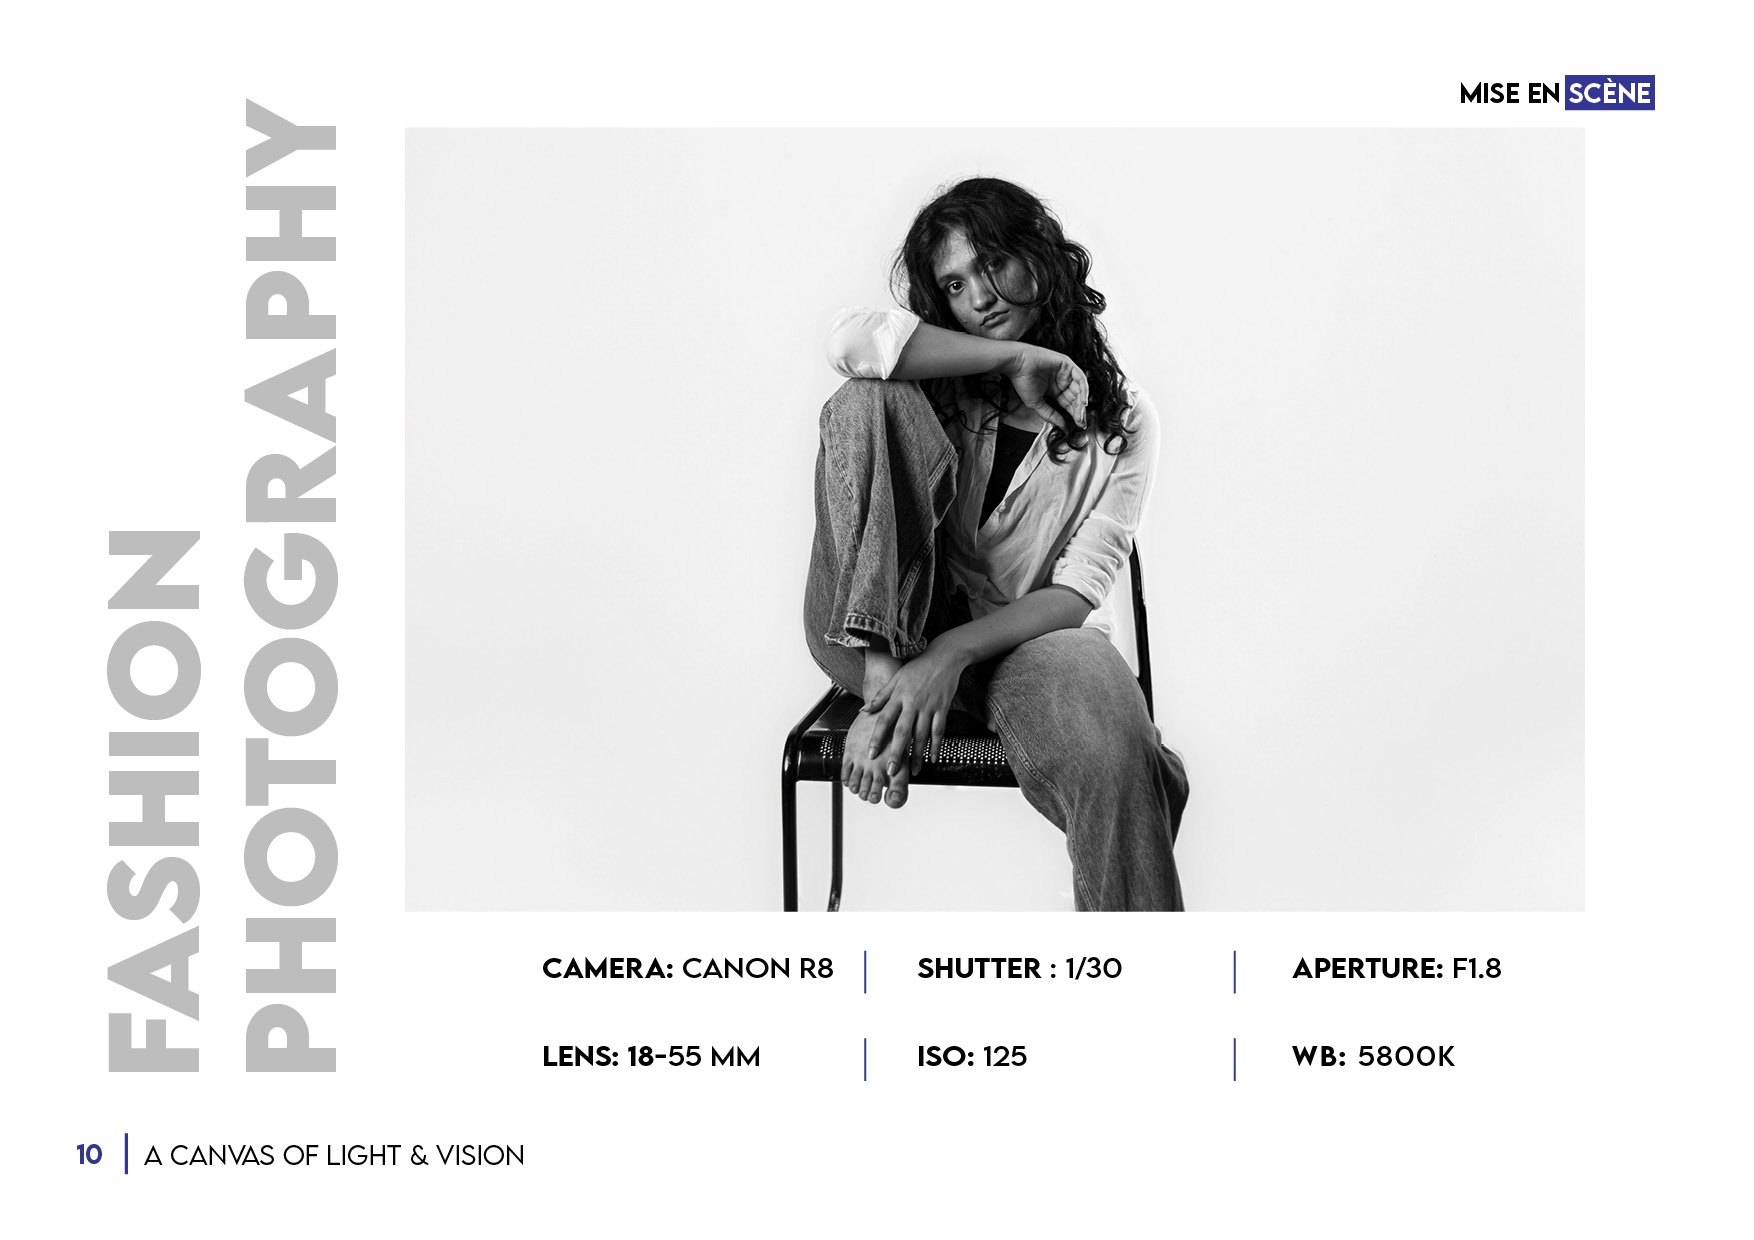 MISE EN SCÈNE
FASHION
PHOTOGRAPHY
CAMERA: CANON R8
SHUTTER : 1/30
APERTURE: F1.8
LENS: 18-55 MM
ISO: 125
WB: 5800K
10
A CANVAS OF LIGHT & VISION